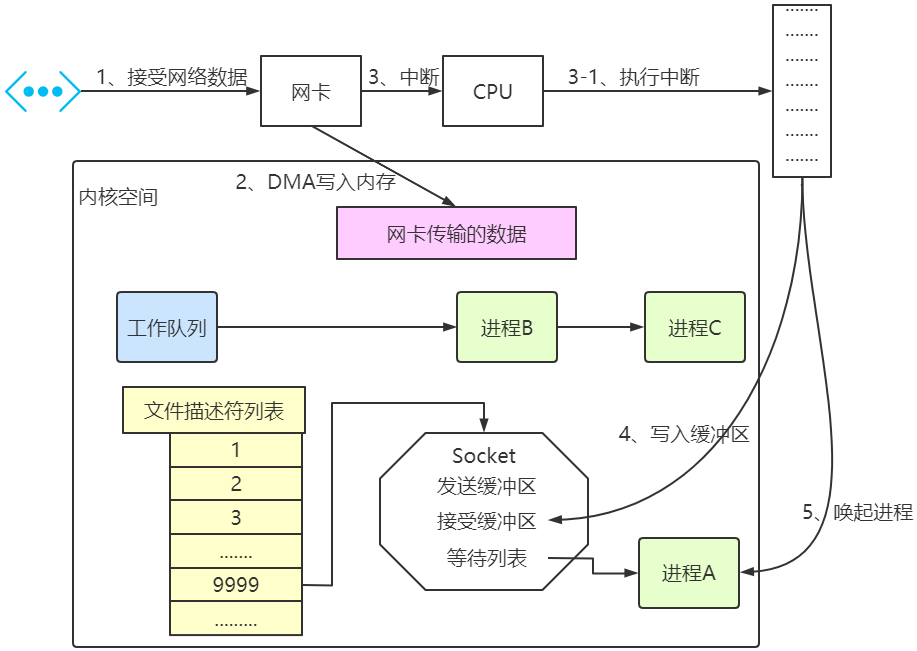 1、接受网络数据
网卡
3、中断
CPU
3-1、执行中断
.......
.......
.......
.......
.......
.......
.......
内核空间
2、DMA写入内存
网卡传输的数据
工作队列
进程B
进程C
文件描述符列表
1
2
3
.......
9999
.........
Socket
发送缓冲区
接受缓冲区
等待列表
4、写入缓冲区
5、唤起进程
进程A